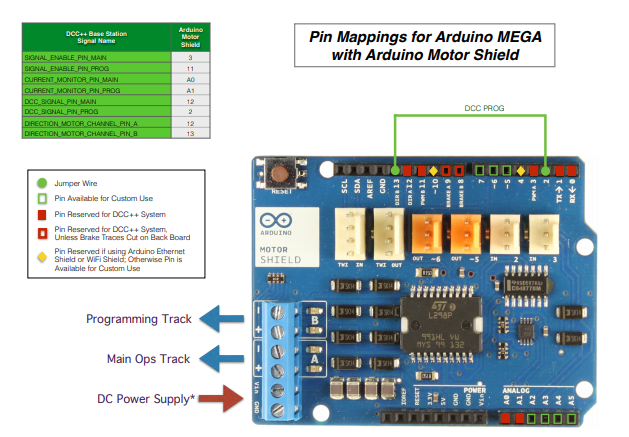 DCC++ Base Station
Signal Name
Arduino
Motor
Shield
SIGNAL_ENABLE_PIN_MAIN 3
SIGNAL_ENABLE_PIN_PROG 11
CURRENT_MONITOR_PIN_MAIN A0
CURRENT_MONITOR_PIN_PROG A1
DCC_SIGNAL_PIN_MAIN 12
DCC_SIGNAL_PIN_PROG 2
DIRECTION_MOTOR_CHANNEL_PIN_A 12
DIRECTION_MOTOR_CHANNEL_PIN_B 13
Pin Mappings for Arduino MEGA
with Arduino Motor Shield
DCC PROG
Jumper Wire
Pin Available for Custom Use
Pin Reserved for DCC++ System
Pin Reserved for DCC++ System,
Unless Brake Traces Cut on Back Board
Pin Reserved if using Arduino Ethernet
Shield or WiFi Shield; Otherwise Pin is
Available for Custom Use
RESET
SCL
SDA
AREF
GND
DIR B 13
DIR A 12
PWM B 11
~10
BRAKE A 9
BRAKE B 8
7
~6
~5
4
PWM A 3
2
TX 1
RX 0
ARDUINO
MOTOR
SHIELD
TWI IN
TWI OUT
OUT ~6
OUT ~5
IN 2
IN 3
L298P
991HL VU
MYS 99 132
B
A
- +
- +
Vin
GND
Programming Track
Main Ops Track
DC Power Supply*
IOREF
RESET
3.3V
5V
GND
GND
Vin
POWER
ANALOG
A0
A1
A2
A3
A4
A5